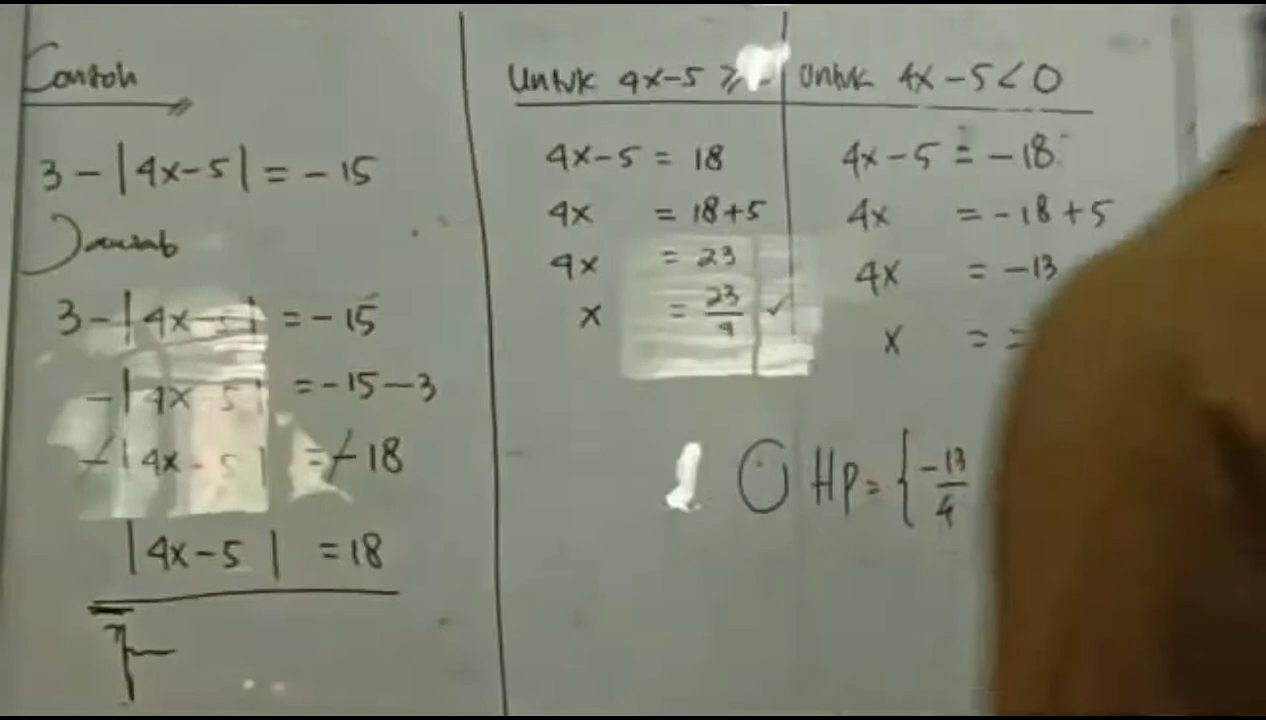 Contoh
3 - |4x-5| = -15
Jawab
3 - |4x-5| = -15
-|4x-5| = -15-3
-|4x-5| = -18
|4x-5| = 18
Untuk 4x-5 ≥
4x-5 = 18
4x = 18+5
4x = 23
x = 23/4 ✓
Untuk 4x-5 < 0
4x-5 = -18
4x = -18+5
4x = -13
x = =
HP = { -13/4